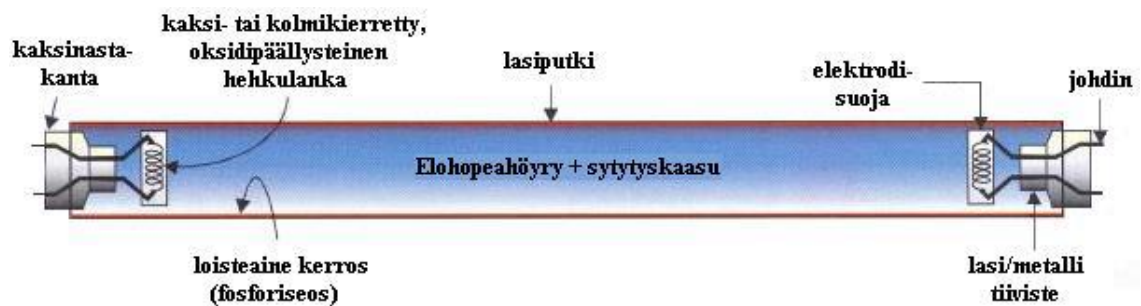 kaksinasta-
kanta
kaksi- tai kolmikierretty,
oksidipäällysteinen
hehkulanka
lasiputki
elektrodi-
suoja
johdin
Elohopeahöyry + sytytyskaasu
loisteaine kerros
(fosforiseos)
lasi/metalli
tiiviste